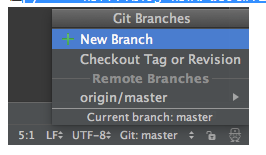 Git Branches
New Branch
Checkout Tag or Revision
Remote Branches
origin/master
Current branch: master
5:1 LF÷ UTF-8÷ Git: master